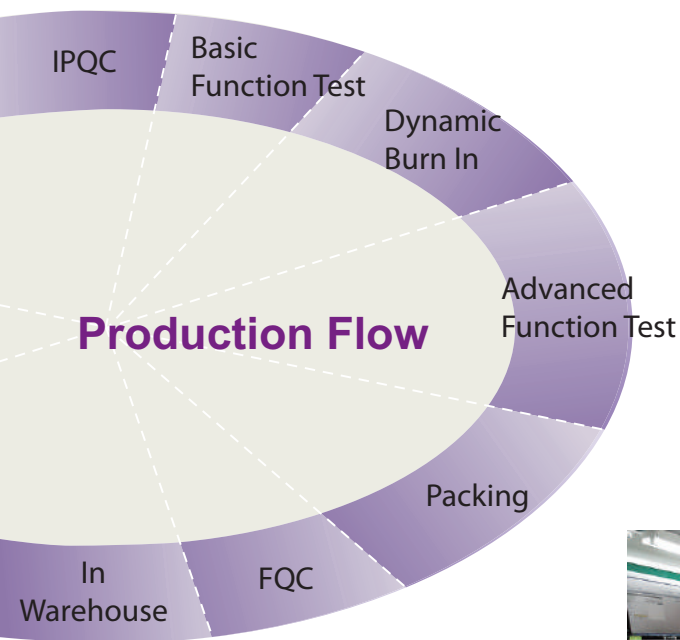 IPQC
Basic
Function Test
Dynamic
Burn In
Advanced
Function Test
Production Flow
Packing
FQC
In
Warehouse